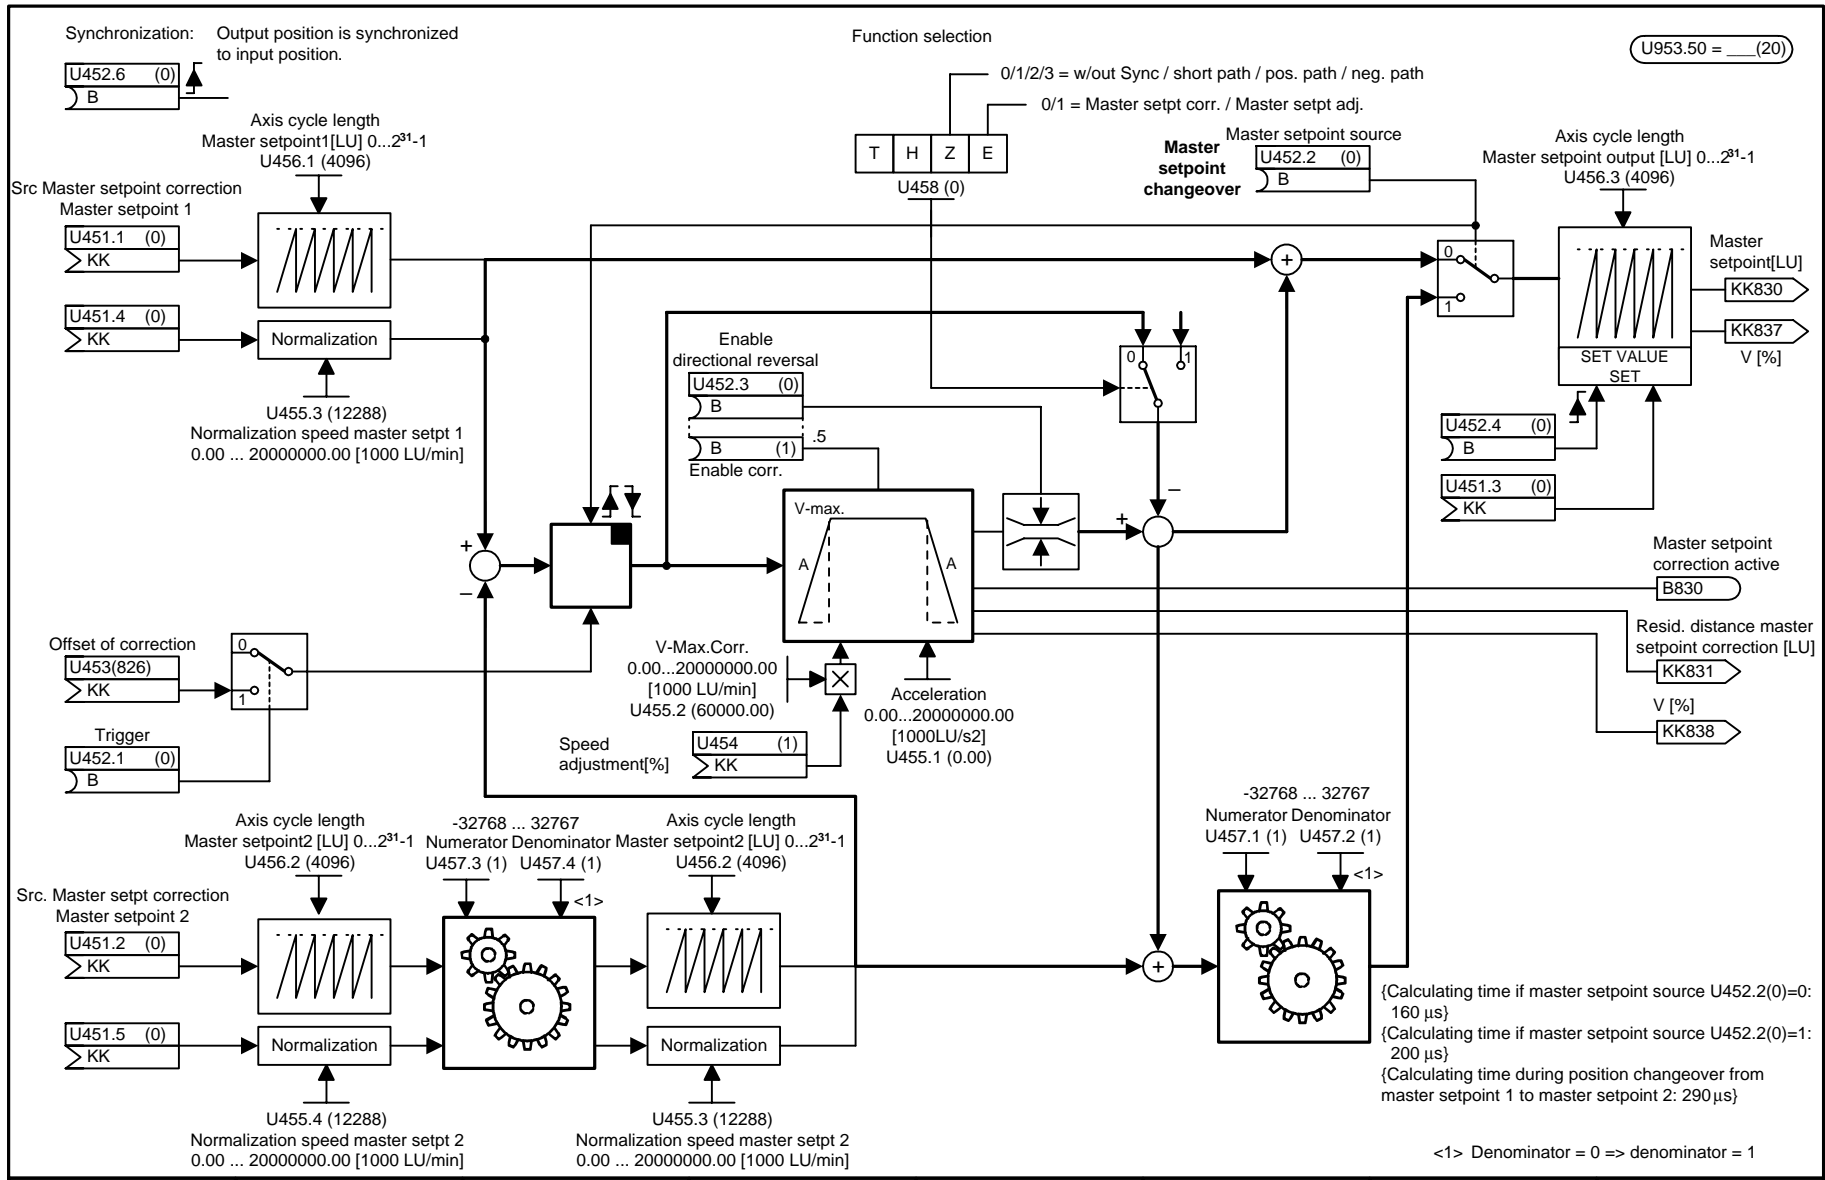 Synchronization: Output position is synchronized
to input position.
U452.6 (0)
B
Function selection
0/1/2/3 = w/out Sync / short path / pos. path / neg. path
0/1 = Master setpt corr. / Master setpt adj.
T H Z E
U458 (0)
U953.50 = ___(20)
Axis cycle length
Master setpoint1[LU] 0...2³¹-1
U456.1 (4096)
Src Master setpoint correction
Master setpoint 1
U451.1 (0)
KK
U451.4 (0)
KK
Normalization
U455.3 (12288)
Normalization speed master setpt 1
0.00 ... 20000000.00 [1000 LU/min]
Master
setpoint
changeover
Master setpoint source
U452.2 (0)
B
Axis cycle length
Master setpoint output [LU] 0...2³¹-1
U456.3 (4096)
+
0
1
SET VALUE
SET
Master
setpoint[LU]
KK830
KK837
V [%]
U452.4 (0)
B
U451.3 (0)
KK
Enable
directional reversal
U452.3 (0)
B
B (1) .5
Enable corr.
0 1
V-max.
A A
+
–
+
–
Master setpoint
correction active
B830
Resid. distance master
setpoint correction [LU]
KK831
V [%]
KK838
Offset of correction
U453(826)
KK
0
1
Trigger
U452.1 (0)
B
V-Max.Corr.
0.00...20000000.00
[1000 LU/min]
U455.2 (60000.00)
Acceleration
0.00...20000000.00
[1000LU/s2]
U455.1 (0.00)
Speed
adjustment[%]
U454 (1)
KK
Axis cycle length
Master setpoint2 [LU] 0...2³¹-1
U456.2 (4096)
-32768 ... 32767
Numerator Denominator
U457.3 (1) U457.4 (1)
<1>
Axis cycle length
Master setpoint2 [LU] 0...2³¹-1
U456.2 (4096)
-32768 ... 32767
Numerator Denominator
U457.1 (1) U457.2 (1)
<1>
Src. Master setpt correction
Master setpoint 2
U451.2 (0)
KK
U451.5 (0)
KK
Normalization
Normalization
+
U455.4 (12288)
Normalization speed master setpt 2
0.00 ... 20000000.00 [1000 LU/min]
U455.3 (12288)
Normalization speed master setpt 2
0.00 ... 20000000.00 [1000 LU/min]
{Calculating time if master setpoint source U452.2(0)=0:
160 µs}
{Calculating time if master setpoint source U452.2(0)=1:
200 µs}
{Calculating time during position changeover from
master setpoint 1 to master setpoint 2: 290µs}
<1> Denominator = 0 => denominator = 1